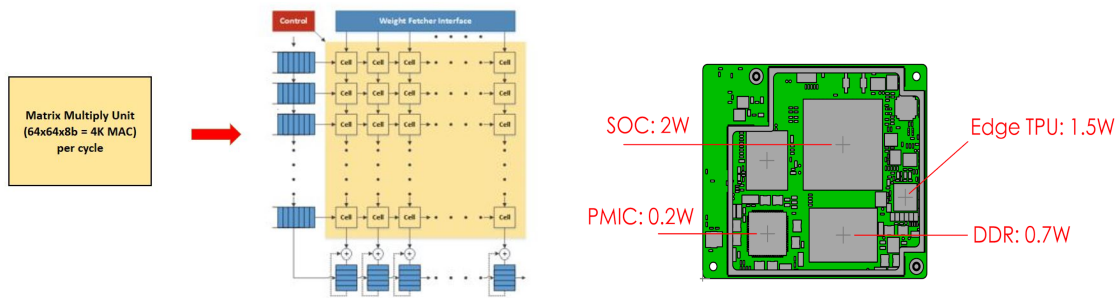 Matrix Multiply Unit
(64x64x8b = 4K MAC)
per cycle
Control
Weight Fetcher Interface
Cell Cell Cell Cell
Cell Cell Cell Cell
Cell Cell Cell Cell
Cell Cell Cell Cell
SOC: 2W
Edge TPU: 1.5W
PMIC: 0.2W
DDR: 0.7W